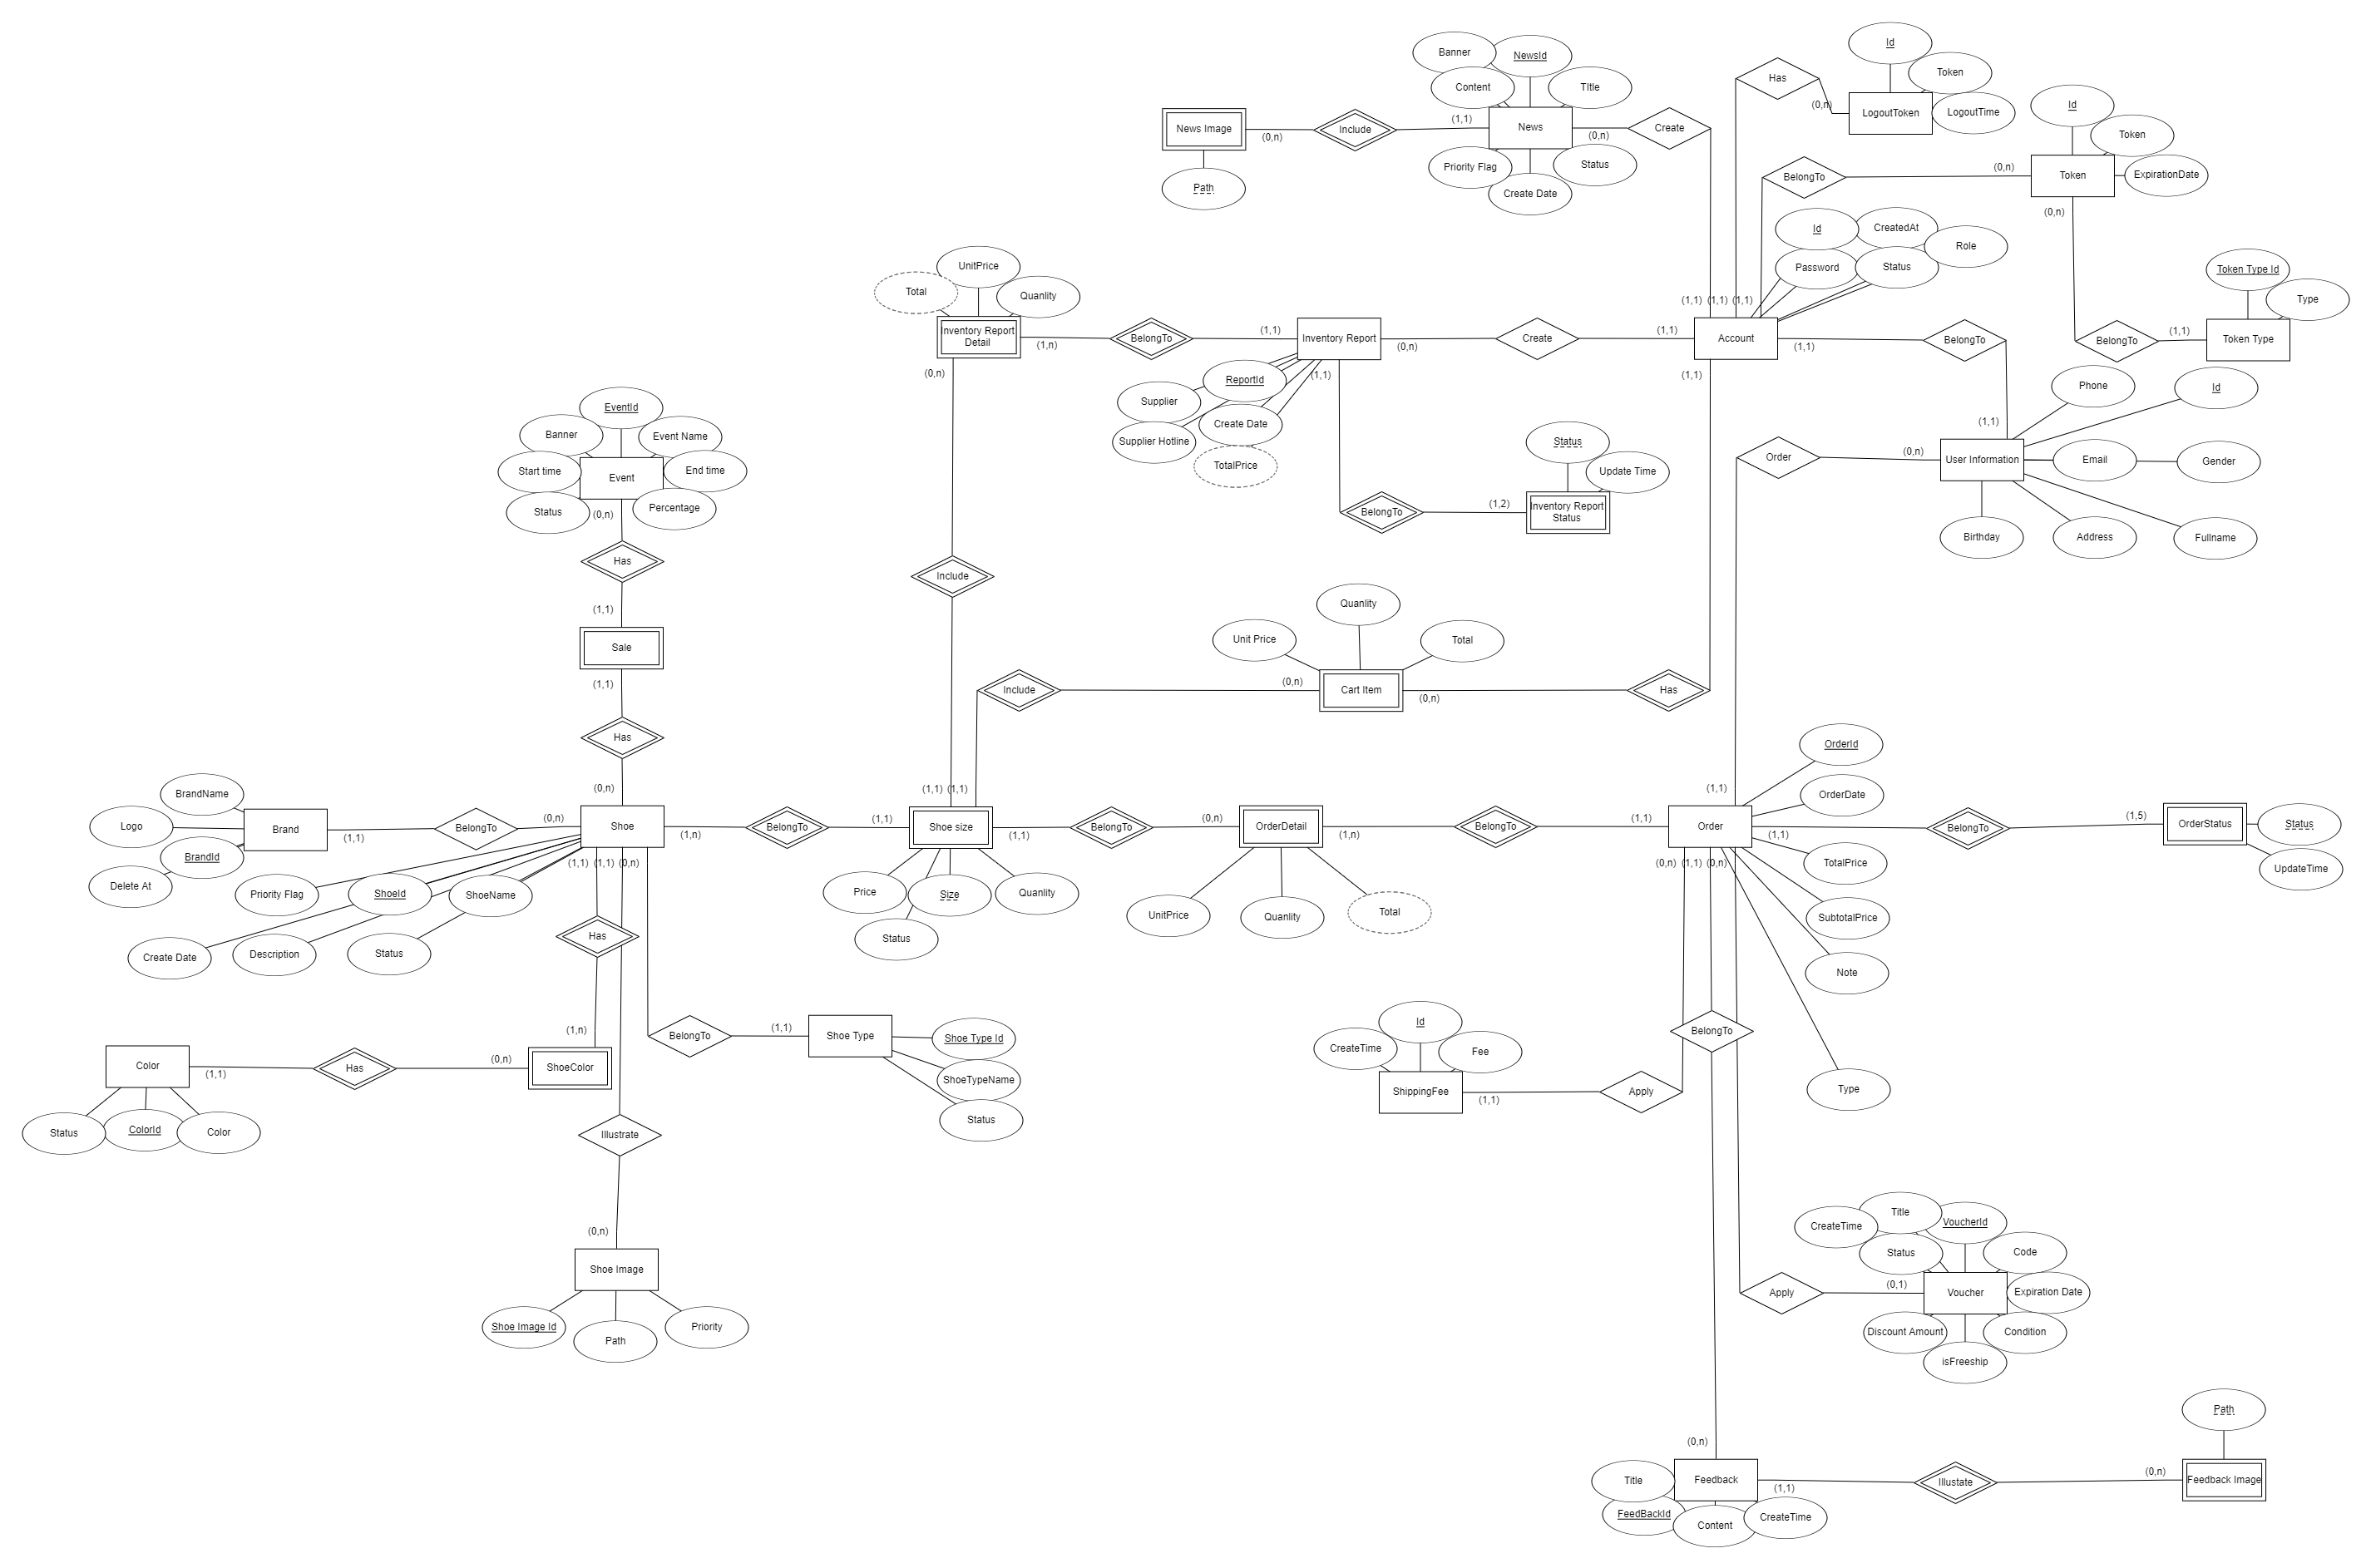 Id
Has
Token
(0,n)
LogoutToken
LogoutTime
Banner
NewsId
Content
TItle
(1,1)
News
(0,n)
Create
News Image
(0,n)
Include
Path
Priority Flag
Status
Create Date
Id
Token
BelongTo
(0,n)
Token
ExpirationDate
(0,n)
Id
CreatedAt
Role
Password
Status
Token Type Id
Type
(1,1)
Token Type
BelongTo
UnitPrice
Total
Quanlity
Inventory Report
Detail
(1,n)
BelongTo
(1,1)
Inventory Report
(0,n)
Create
(1,1)
(1,1)
(1,1)
(1,1)
Account
(1,1)
BelongTo
(0,n)
(1,1)
(1,1)
ReportId
Supplier
Create Date
Supplier Hotline
TotalPrice
Phone
Id
(1,1)
Order
(0,n)
User Information
Email
Gender
Birthday
Address
Fullname
Status
Update Time
BelongTo
(1,2)
Inventory Report
Status
EventId
Banner
Event Name
Start time
Event
End time
Status
(0,n)
Percentage
Has
(1,1)
Sale
(1,1)
Has
(0,n)
Include
Quanlity
Unit Price
Total
Include
(0,n)
Cart Item
(0,n)
Has
OrderId
OrderDate
(1,1)
BrandName
Logo
Brand
(1,1)
BelongTo
(0,n)
Shoe
(1,n)
BelongTo
(1,1)
(1,1)
(1,1)
Shoe size
(1,1)
BelongTo
(0,n)
OrderDetail
(1,n)
BelongTo
(1,1)
Order
(1,1)
BelongTo
(1,5)
OrderStatus
Status
UpdateTime
BrandId
Delete At
(1,1)
(1,1)
(0,n)
Priority Flag
ShoeId
ShoeName
Create Date
Description
Status
Has
Price
Size
Quanlity
Status
UnitPrice
Quanlity
Total
(0,n)
(1,1)
(0,n)
TotalPrice
SubtotalPrice
Note
Type
BelongTo
Id
CreateTime
Fee
ShippingFee
(1,1)
Apply
(1,n)
BelongTo
(1,1)
Shoe Type
Shoe Type Id
ShoeTypeName
Status
Color
(1,1)
Has
(0,n)
ShoeColor
Status
ColorId
Color
Illustrate
(0,n)
Shoe Image
Shoe Image Id
Path
Priority
Title
VoucherId
CreateTime
Status
Code
Apply
(0,1)
Voucher
Expiration Date
Discount Amount
Condition
isFreeship
Path
(0,n)
Title
Feedback
(1,1)
Illustate
(0,n)
Feedback Image
FeedBackId
Content
CreateTime